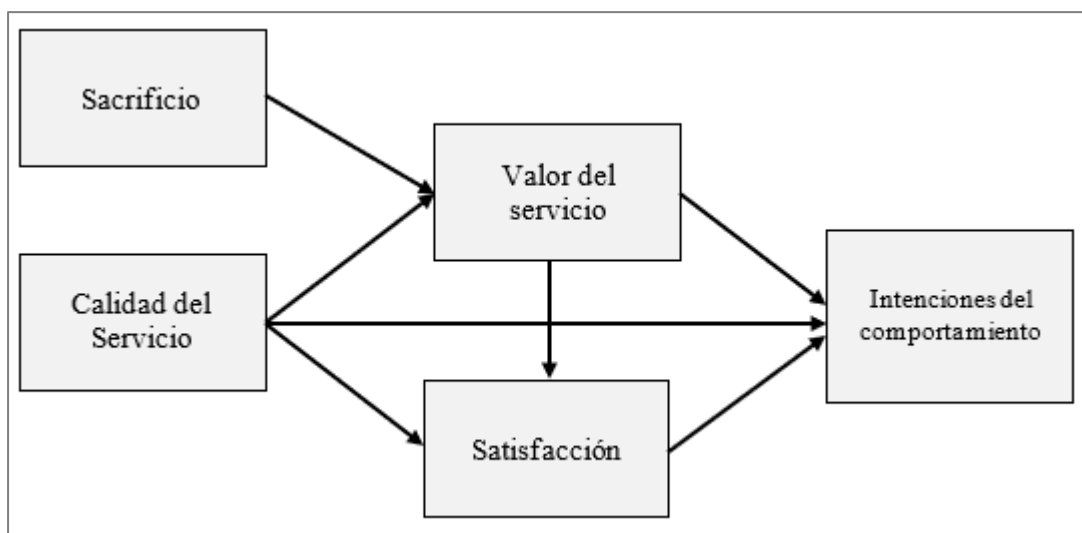 Sacrificio
Valor del
servicio
Calidad del
Servicio
Intenciones del
comportamiento
Satisfacción